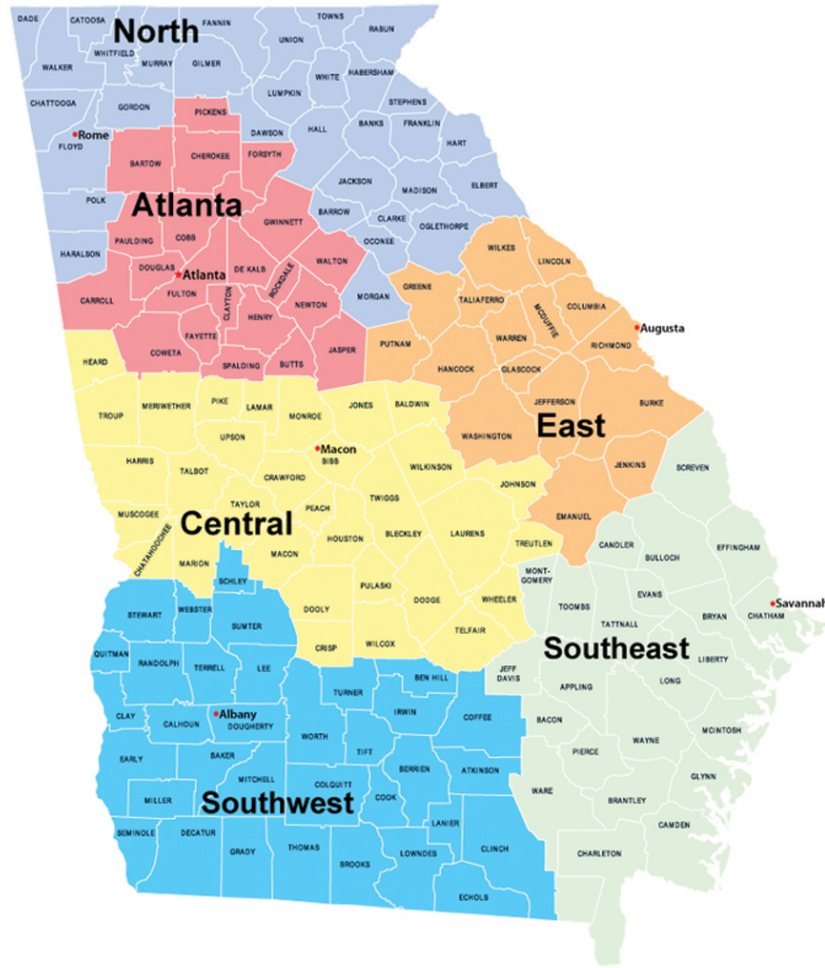 DADE
CATOOSA
North
FANNIN
TOWNS
RABUN
UNION
WHITFIELD
WALKER
MURRAY
GILMER
WHITE
HABERSHAM
LUMPKIN
CHATTOOGA
GORDON
PICKENS
STEPHENS
DAWSON
HALL
BANKS
FRANKLIN
HART
Rome
FLOYD
BARTOW
CHEROKEE
FORSYTH
JACKSON
MADISON
ELBERT
POLK
Atlanta
GWINNETT
BARROW
CLARKE
OGLETHORPE
OCONEE
PAULDING
COBB
HARALSON
DOUGLAS
Atlanta
DE KALB
ROCKDALE
WALTON
WILKES
LINCOLN
FULTON
CARROLL
CLAYTON
HENRY
NEWTON
MORGAN
GREENE
TALIAFERRO
MCDUFFIE
COLUMBIA
Augusta
RICHMOND
FAYETTE
COWETA
SPALDING
BUTTS
JASPER
PUTNAM
WARREN
HANCOCK
GLASCOCK
HEARD
TROUP
MERIWETHER
PIKE
LAMAR
MONROE
JONES
BALDWIN
JEFFERSON
BURKE
East
WASHINGTON
UPSON
Macon
BIBB
HARRIS
TALBOT
CRAWFORD
WILKINSON
JENKINS
SCREVEN
JOHNSON
TWIGGS
MUSCOGEE
TAYLOR
PEACH
EMANUEL
Central
CHATAHOOCHEE
HOUSTON
BLECKLEY
LAURENS
TREUTLEN
CANDLER
BULLOCH
EFFINGHAM
MARION
MACON
SCHLEY
PULASKI
MONT-
GOMERY
DODGE
WHEELER
TOOMBS
EVANS
Savannah
CHATHAM
BRYAN
TATTNALL
STEWART
WEBSTER
SUMTER
DOOLY
CRISP
WILCOX
TELFAIR
Southeast
LIBERTY
QUITMAN
RANDOLPH
TERRELL
LEE
BEN HILL
JEFF
DAVIS
APPLING
LONG
TURNER
CLAY
CALHOUN
Albany
DOUGHERTY
WORTH
IRWIN
COFFEE
BACON
WAYNE
MCINTOSH
EARLY
BAKER
TIFT
PIERCE
MITCHELL
COLQUITT
BERRIEN
ATKINSON
GLYNN
MILLER
Southwest
COOK
WARE
BRANTLEY
CAMDEN
SEMINOLE
DECATUR
GRADY
THOMAS
BROOKS
LOWNDES
LANIER
CLINCH
CHARLETON
ECHOLS